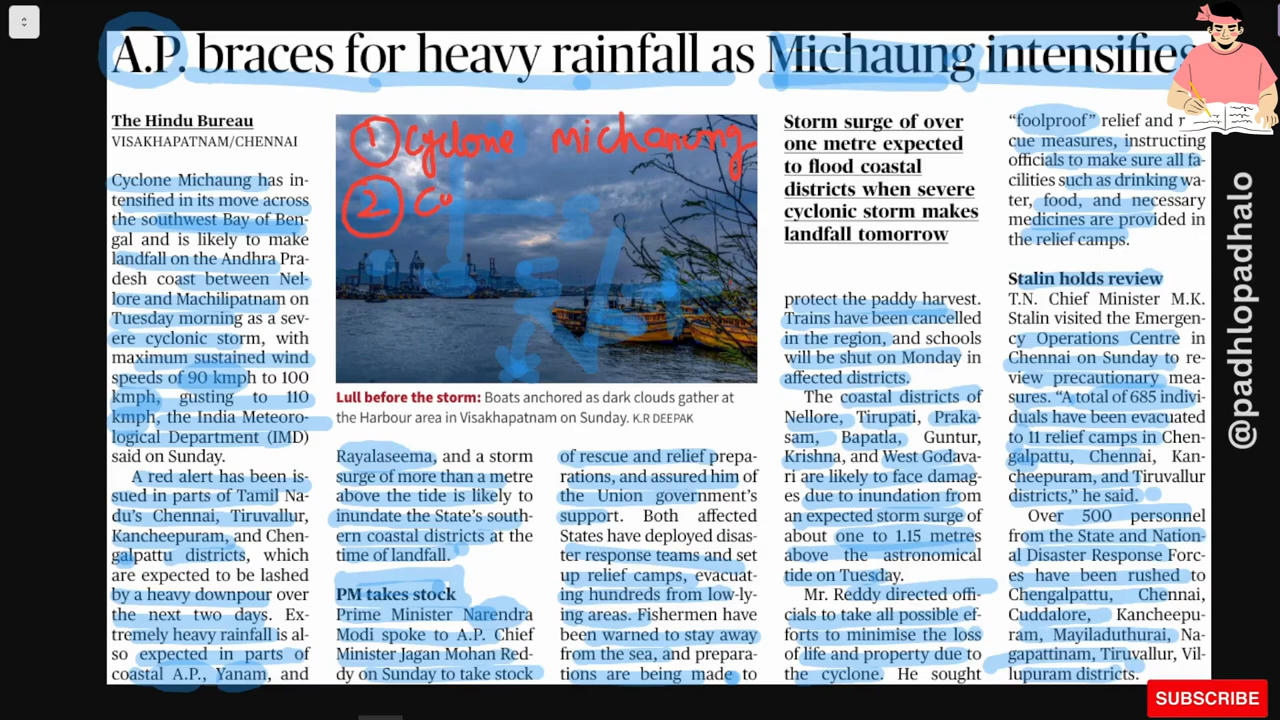 A.P. braces for heavy rainfall as Michaung intensifies
The Hindu Bureau
VISAKHAPATNAM/CHENNAI
Cyclone Michaung has in-
tensified in its move across
the southwest Bay of Ben-
gal and is likely to make
landfall on the Andhra Pra-
desh coast between Nel-
lore and Machilipatnam on
Tuesday morning as a sev-
ere cyclonic storm, with
maximum sustained wind
speeds of 90 kmph to 100
kmph, gusting to 110
kmph, the India Meteoro-
logical Department (IMD)
said on Sunday.
A red alert has been is-
sued in parts of Tamil Na-
du's Chennai, Tiruvallur,
Kancheepuram, and Chen-
galpattu districts, which
are expected to be lashed
by a heavy downpour over
the next two days. Ex-
tremely heavy rainfall is al-
so expected in parts of
coastal A.P., Yanam, and
1 Cyclone michaung
2 Co
Lull before the storm: Boats anchored as dark clouds gather at
the Harbour area in Visakhapatnam on Sunday. K.R DEEPAK
Rayalaseema, and a storm
surge of more than a metre
above the tide is likely to
inundate the State's south-
ern coastal districts at the
time of landfall.
PM takes stock
Prime Minister Narendra
Modi spoke to A.P. Chief
Minister Jagan Mohan Red-
dy on Sunday to take stock
of rescue and relief prepa-
rations, and assured him of
the Union government's
support. Both affected
States have deployed disas-
ter response teams and set
up relief camps, evacuat-
ing hundreds from low-ly-
ing areas. Fishermen have
been warned to stay away
from the sea, and prepara-
tions are being made to
Storm surge of over
one metre expected
to flood coastal
districts when severe
cyclonic storm makes
landfall tomorrow
protect the paddy harvest.
Trains have been cancelled
in the region, and schools
will be shut on Monday in
affected districts.
The coastal districts of
Nellore, Tirupati, Praka-
sam, Bapatla, Guntur,
Krishna, and West Godava-
ri are likely to face damag-
es due to inundation from
an expected storm surge of
about one to 1.15 metres
above the astronomical
tide on Tuesday.
Mr. Reddy directed offi-
cials to take all possible ef-
forts to minimise the loss
of life and property due to
the cyclone. He sought
"foolproof" relief and
cue measures, instructing
officials to make sure all fa-
cilities such as drinking wa-
ter, food, and necessary
medicines are provided in
the relief camps.
Stalin holds review
T.N. Chief Minister M.K.
Stalin visited the Emergen-
cy Operations Centre in
Chennai on Sunday to re-
view precautionary mea-
sures. "A total of 685 indivi-
duals have been evacuated
to 11 relief camps in Chen-
galpattu, Chennai, Kan-
cheepuram, and Tiruvallur
districts," he said.
Over 500 personnel
from the State and Nation-
al Disaster Response Forc-
es have been rushed to
Chengalpattu, Chennai,
Cuddalore, Kancheepu-
ram, Mayiladuthurai, Na-
gapattinam, Tiruvallur, Vil-
lupuram districts.
@padhlopadhalo
SUBSCRIBE